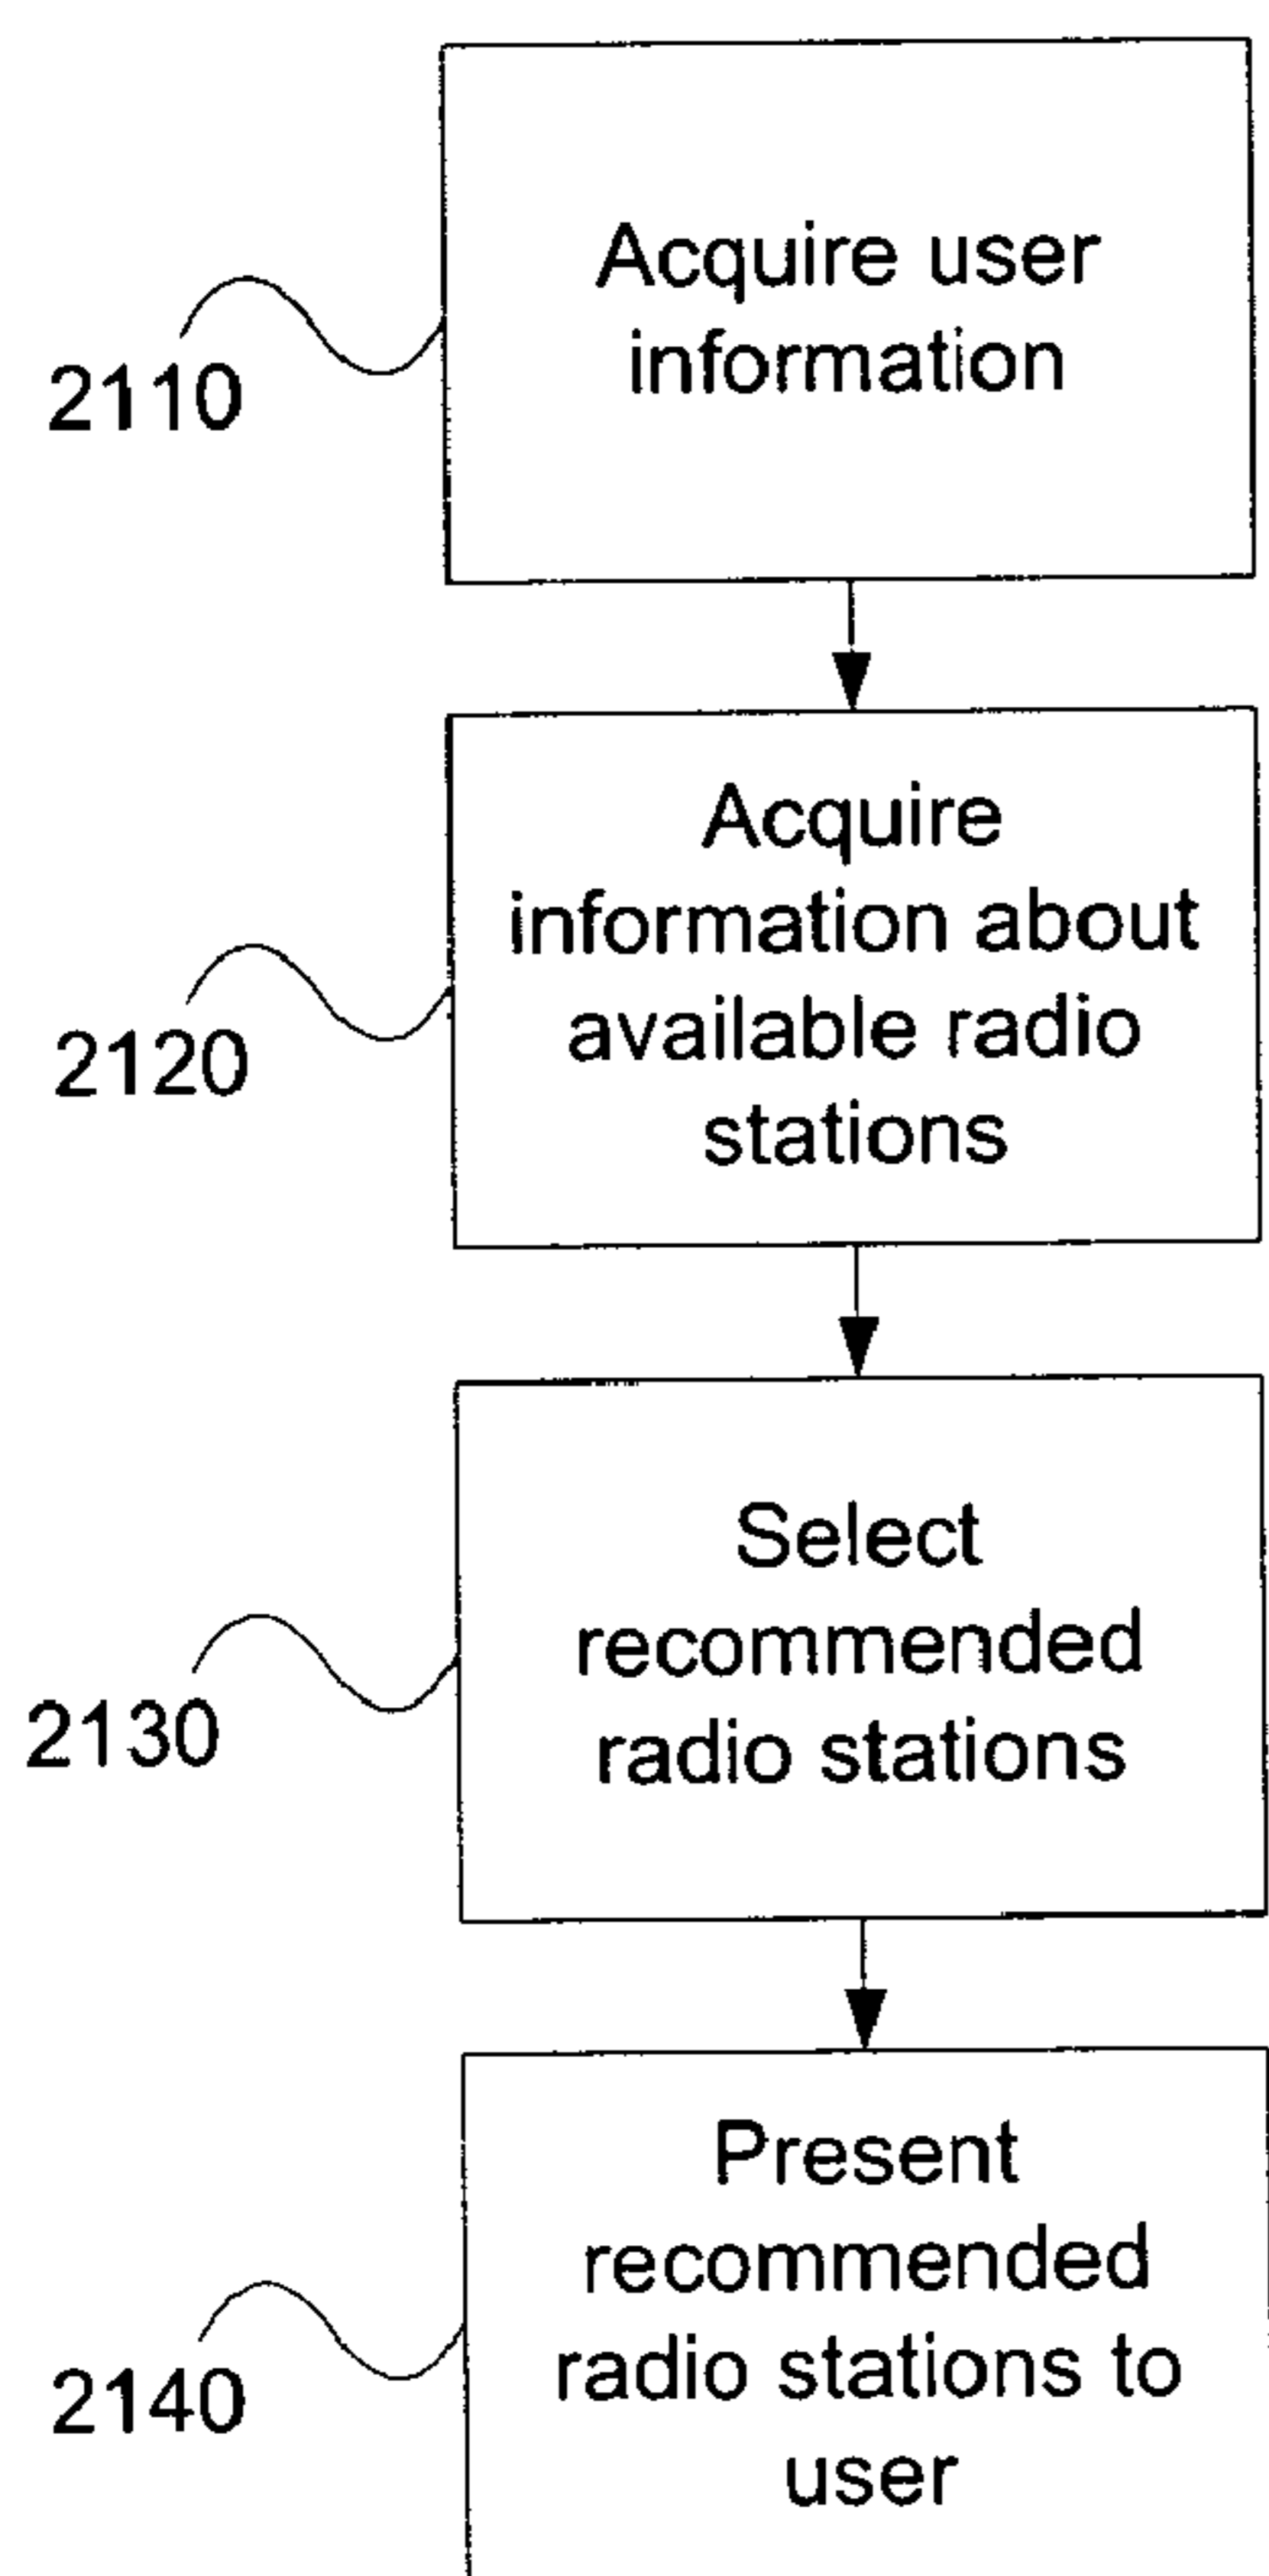 Acquire user
information
2110
Acquire
information about
available radio
stations
2120
Select
recommended
radio stations
2130
Present
recommended
radio stations to
user
2140